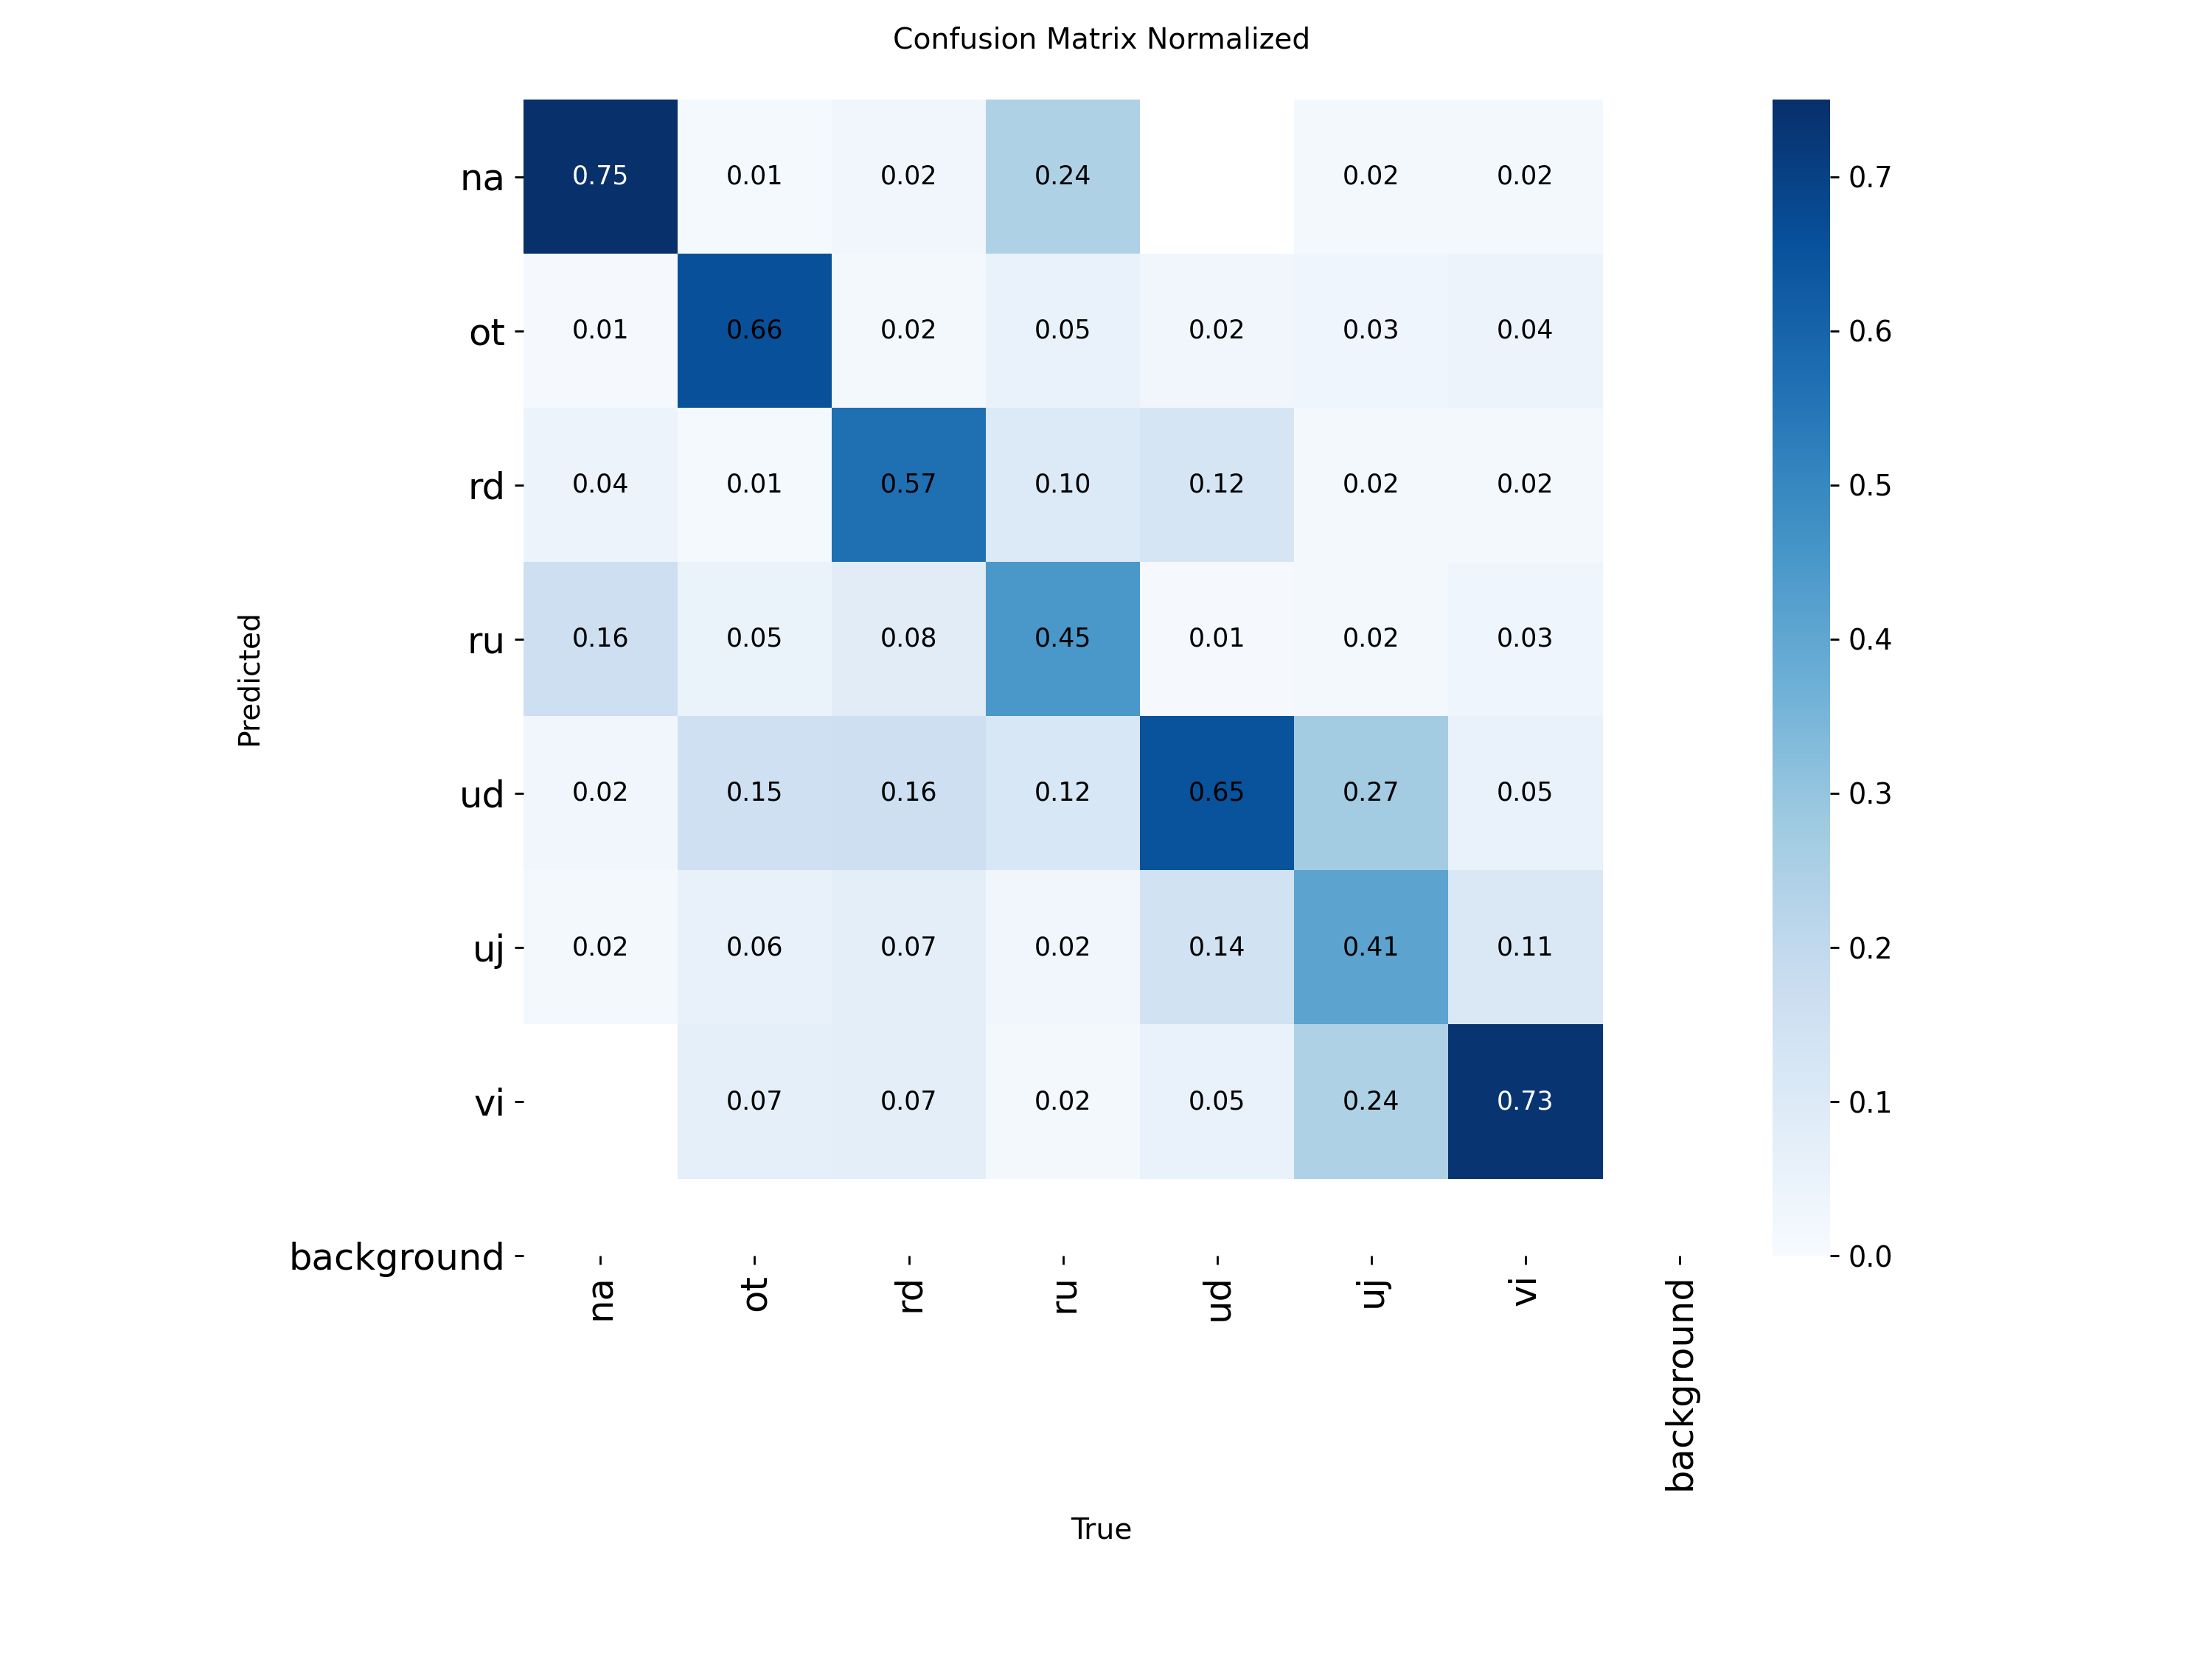 Confusion Matrix Normalized
na 0.75 0.01 0.02 0.24 0.02 0.02
ot 0.01 0.66 0.02 0.05 0.02 0.03 0.04
rd 0.04 0.01 0.57 0.10 0.12 0.02 0.02
ru 0.16 0.05 0.08 0.45 0.01 0.02 0.03
ud 0.02 0.15 0.16 0.12 0.65 0.27 0.05
uj 0.02 0.06 0.07 0.02 0.14 0.41 0.11
vi 0.07 0.07 0.02 0.05 0.24 0.73
background
na ot rd ru ud uj vi background
Predicted
True
0.7
0.6
0.5
0.4
0.3
0.2
0.1
0.0